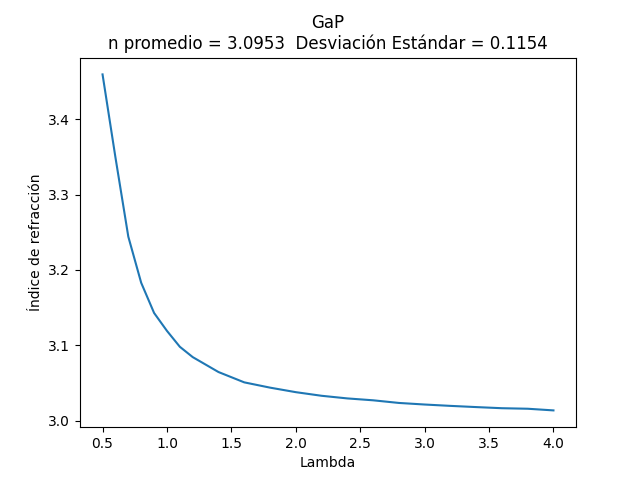 GaP
n promedio = 3.0953  Desviación Estándar = 0.1154
Índice de refracción
3.4
3.3
3.2
3.1
3.0
0.5 1.0 1.5 2.0 2.5 3.0 3.5 4.0
Lambda